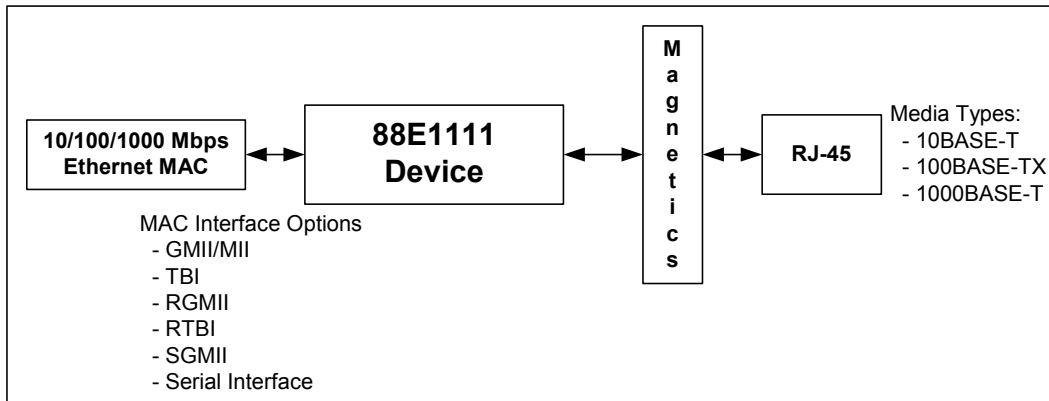 10/100/1000 Mbps
Ethernet MAC
88E1111
Device
Magnetics
RJ-45
Media Types:
- 10BASE-T
- 100BASE-TX
- 1000BASE-T
MAC Interface Options
- GMII/MII
- TBI
- RGMII
- RTBI
- SGMII
- Serial Interface